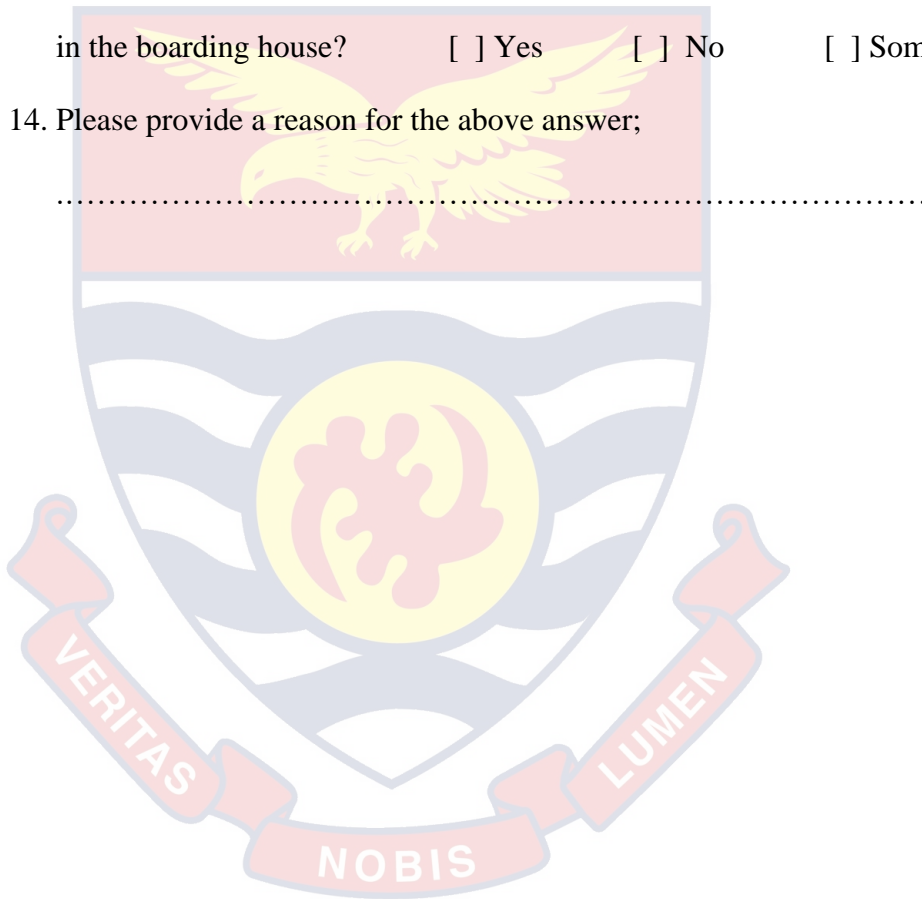 in the boarding house? [ ] Yes [ ] No [ ] Som
14. Please provide a reason for the above answer;
……………………………………………………………………………
VERITAS
NOBIS
LUMEN